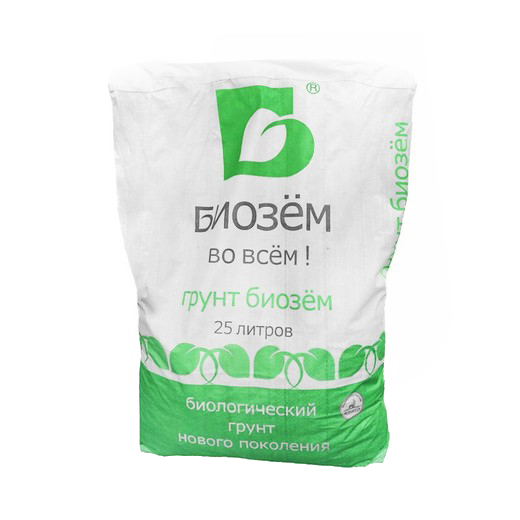 ®
БИОЗЁМ
ВО ВСЁМ !
грунт биозём
25 литров
биологический
грунт
нового поколения
грунт биозём